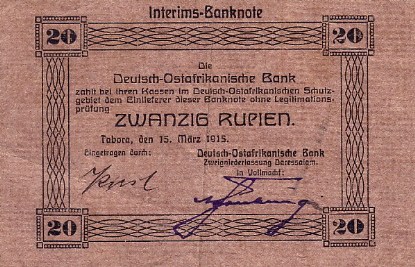 Interims-Banknote
20 20
Die
Deutsch-Ostafrikanische Bank
zahlt bei ihren Kassen im Deutsch-Ostafrikanischen Schutz-
gebiet dem Einlieferer dieser Banknote ohne Legitimations-
prüfung
ZWANZIG RUPIEN.
Tabora, den 15. März 1915.
Eingetragen durch: Deutsch-Ostafrikanische Bank
Zweigniederlassung Daressalam.
in Vollmacht:
20 20